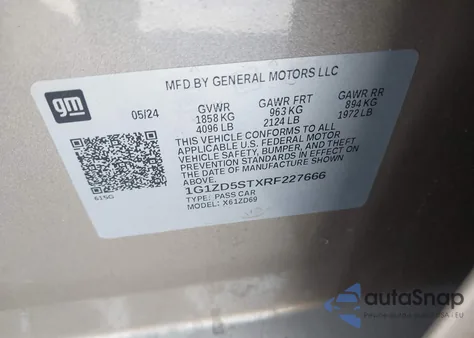 MFD BY GENERAL MOTORS LLC
gm
05/24 GVWR GAWR FRT GAWR RR
1858 KG 963 KG 894 KG
4096 LB 2124 LB 1972 LB
THIS VEHICLE CONFORMS TO ALL
APPLICABLE U.S. FEDERAL MOTOR
VEHICLE SAFETY, BUMPER, AND THEFT
PREVENTION STANDARDS IN EFFECT ON
THE DATE OF MANUFACTURE SHOWN
ABOVE.
1G1ZD5STXRF227666
TYPE: PASS CAR
MODEL: X61ZD69
615G
autoSnap